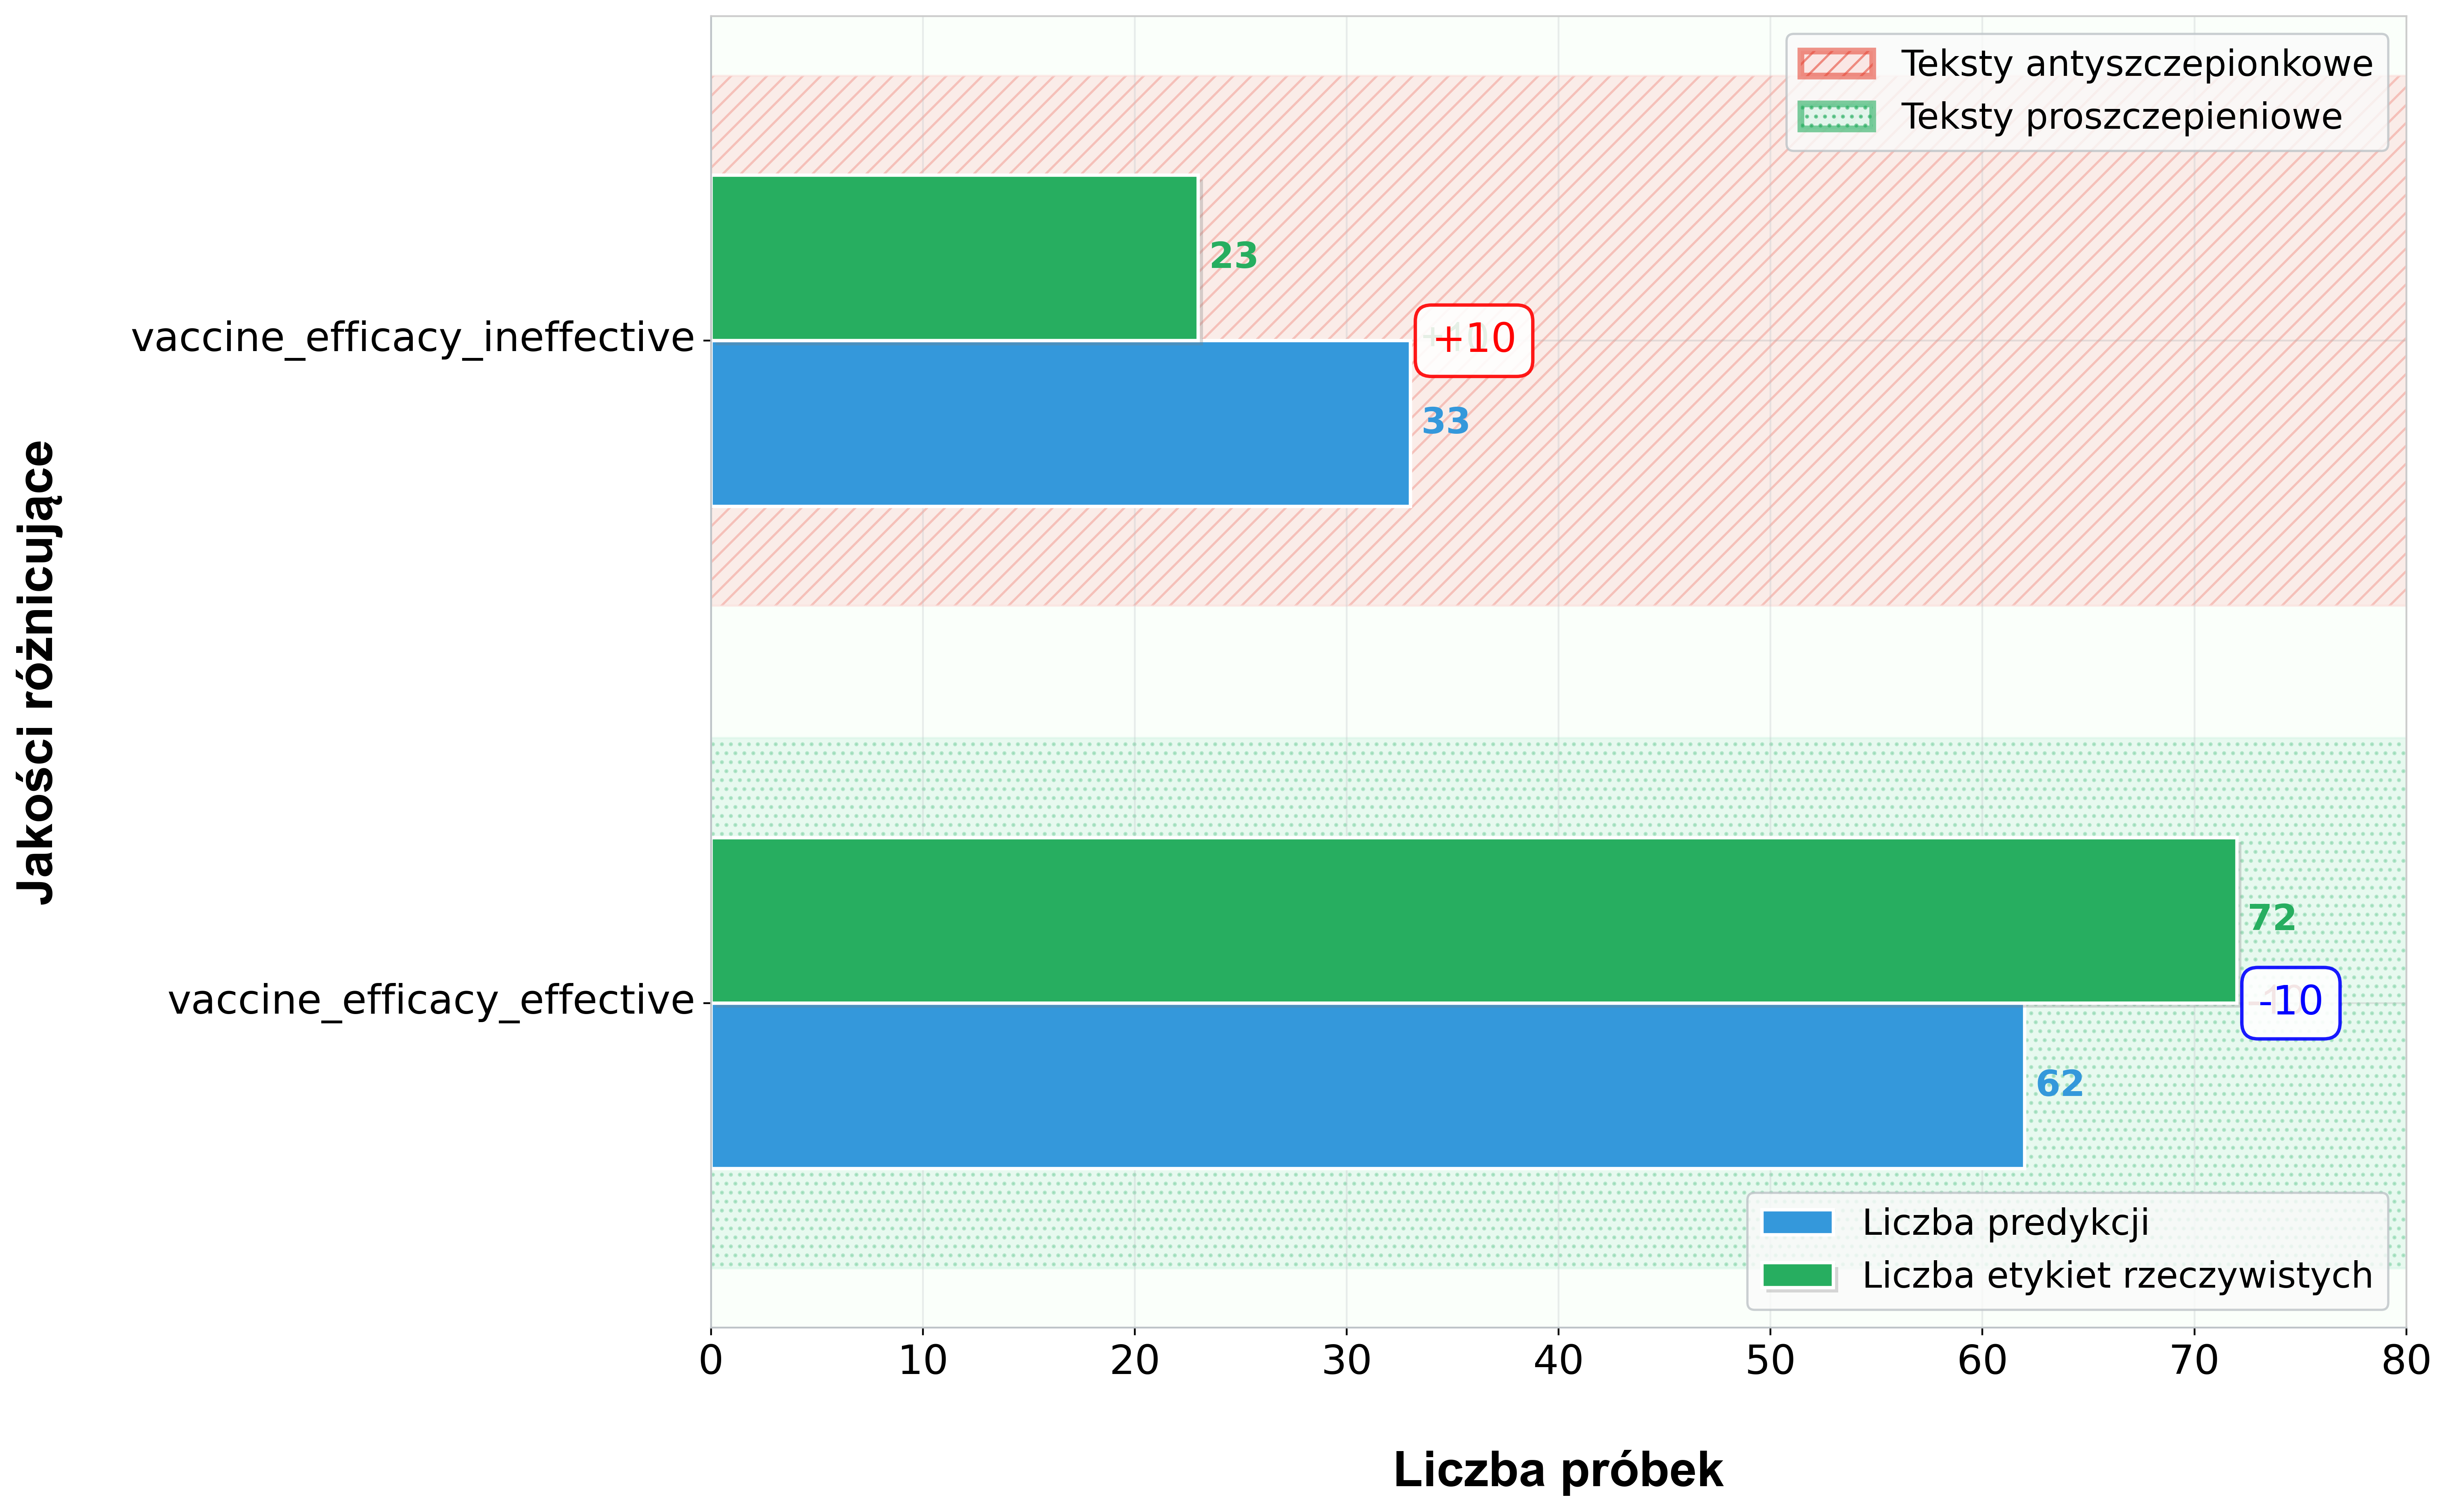 Teksty antyszczepionkowe
Teksty proszczepieniowe
23
vaccine_efficacy_ineffective
+10
33
Jakości różnicujące
72
vaccine_efficacy_effective
-10
62
Liczba predykcji
Liczba etykiet rzeczywistych
0 10 20 30 40 50 60 70 80
Liczba próbek